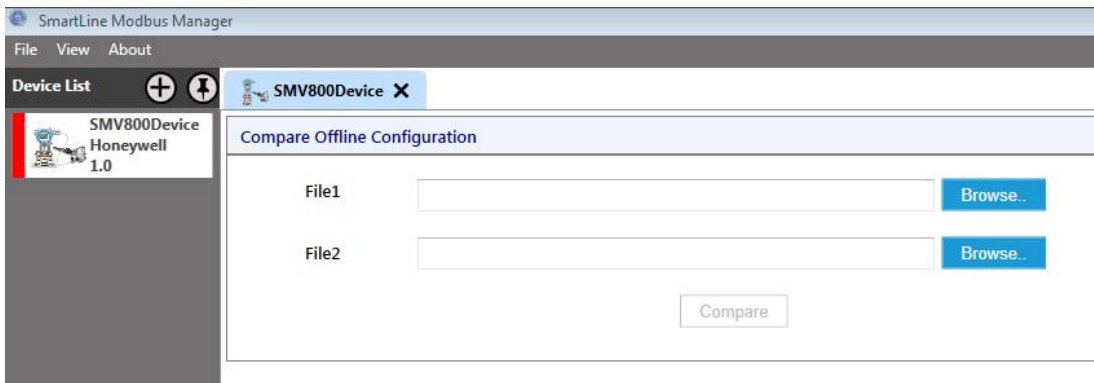 SmartLine Modbus Manager
File View About
Device List
SMV800Device
SMV800Device
Honeywell
1.0
Compare Offline Configuration
File1
Browse..
File2
Browse..
Compare